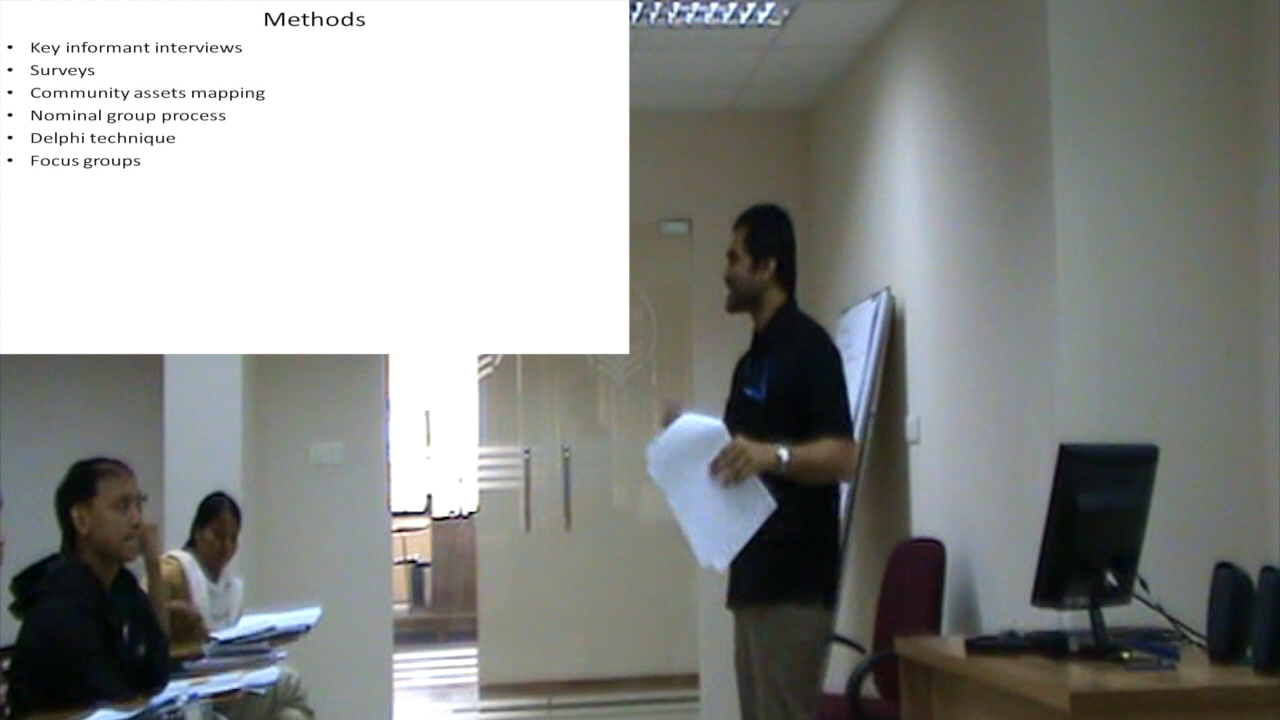 Methods
• Key informant interviews
• Surveys
• Community assets mapping
• Nominal group process
• Delphi technique
• Focus groups